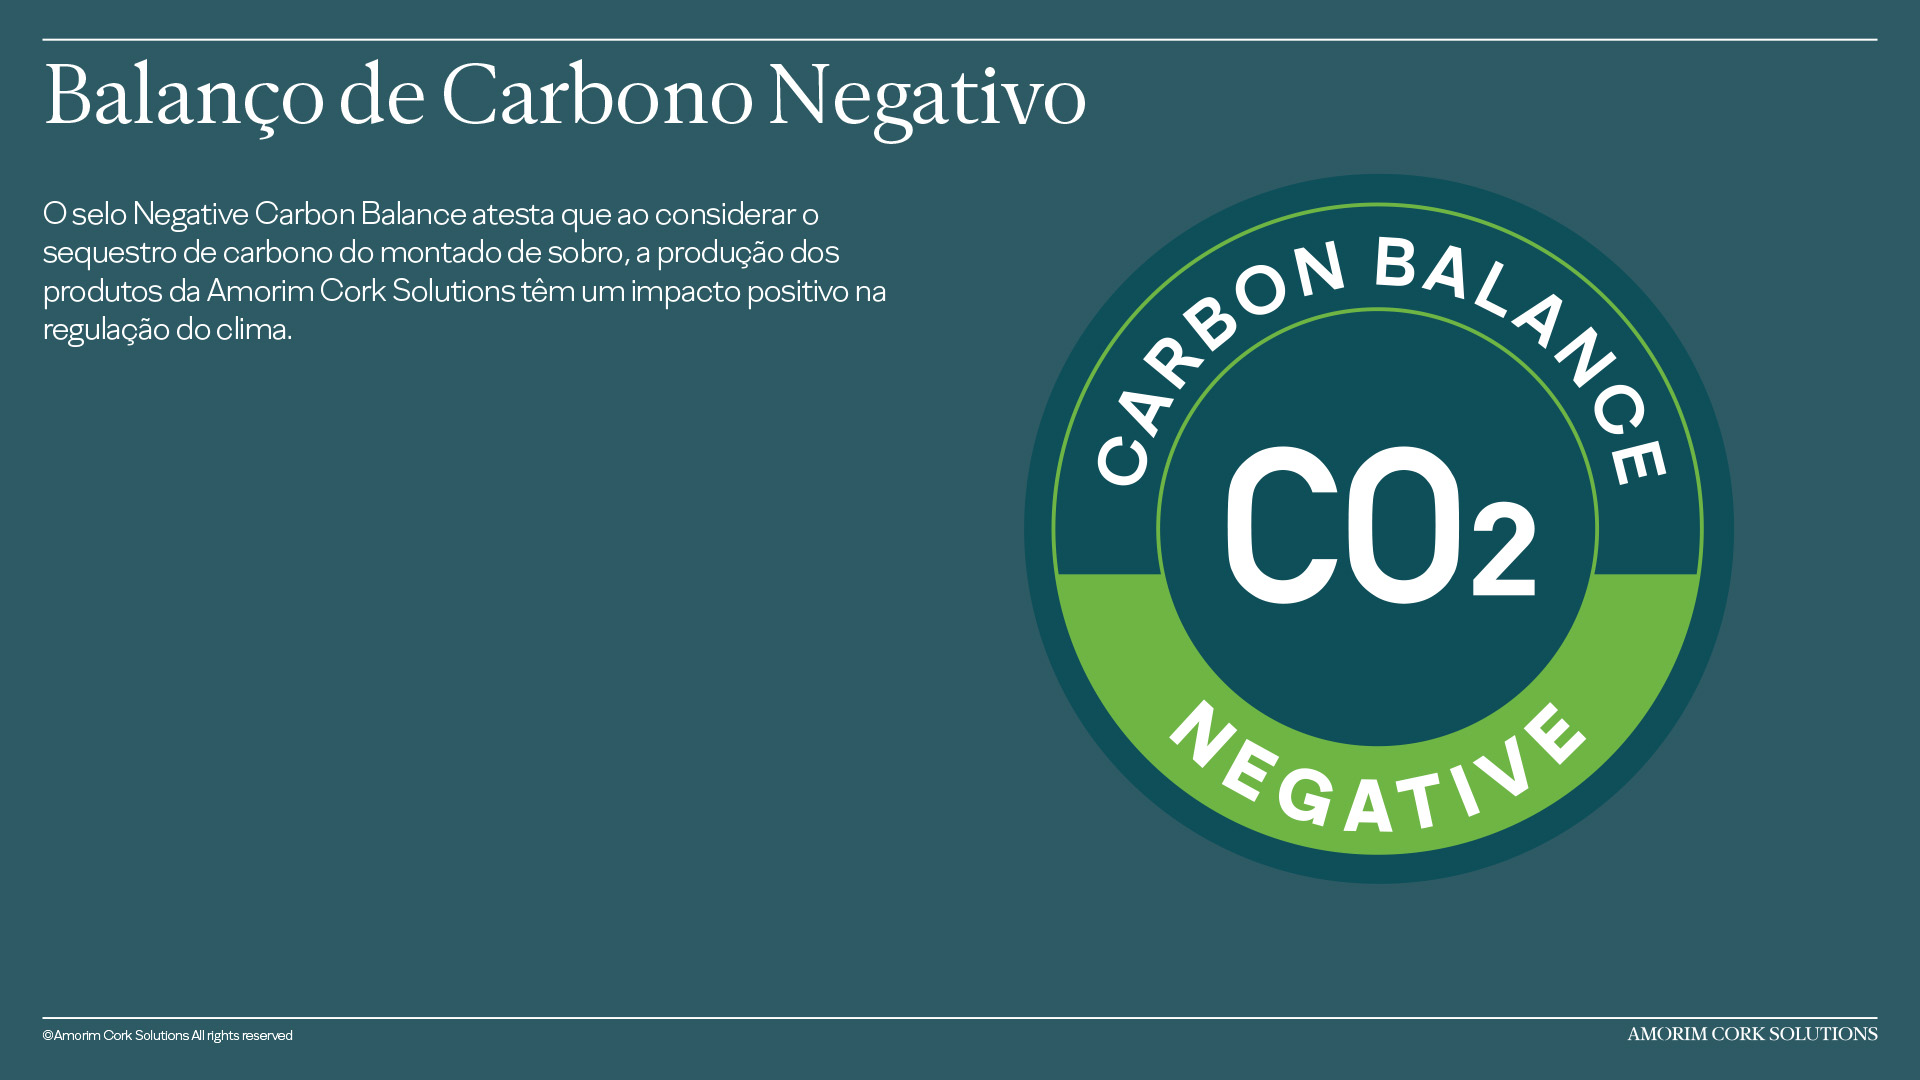 Balanço de Carbono Negativo
O selo Negative Carbon Balance atesta que ao considerar o
sequestro de carbono do montado de sobro, a produção dos
produtos da Amorim Cork Solutions têm um impacto positivo na
regulação do clima.
CARBON BALANCE
CO2
NEGATIVE
©Amorim Cork Solutions All rights reserved
AMORIM CORK SOLUTIONS